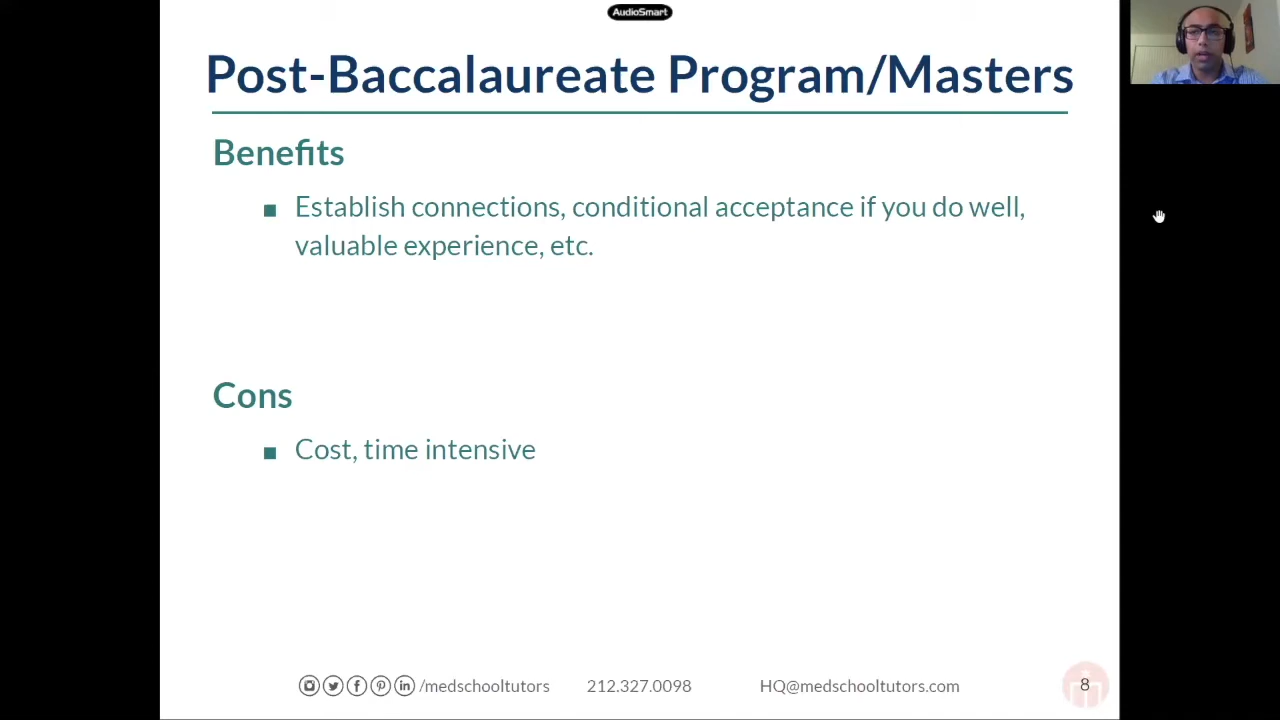 AudioSmart
Post-Baccalaureate Program/Masters
Benefits
■ Establish connections, conditional acceptance if you do well,
valuable experience, etc.
Cons
■ Cost, time intensive
/medschooltutors 212.327.0098 HQ@medschooltutors.com 8